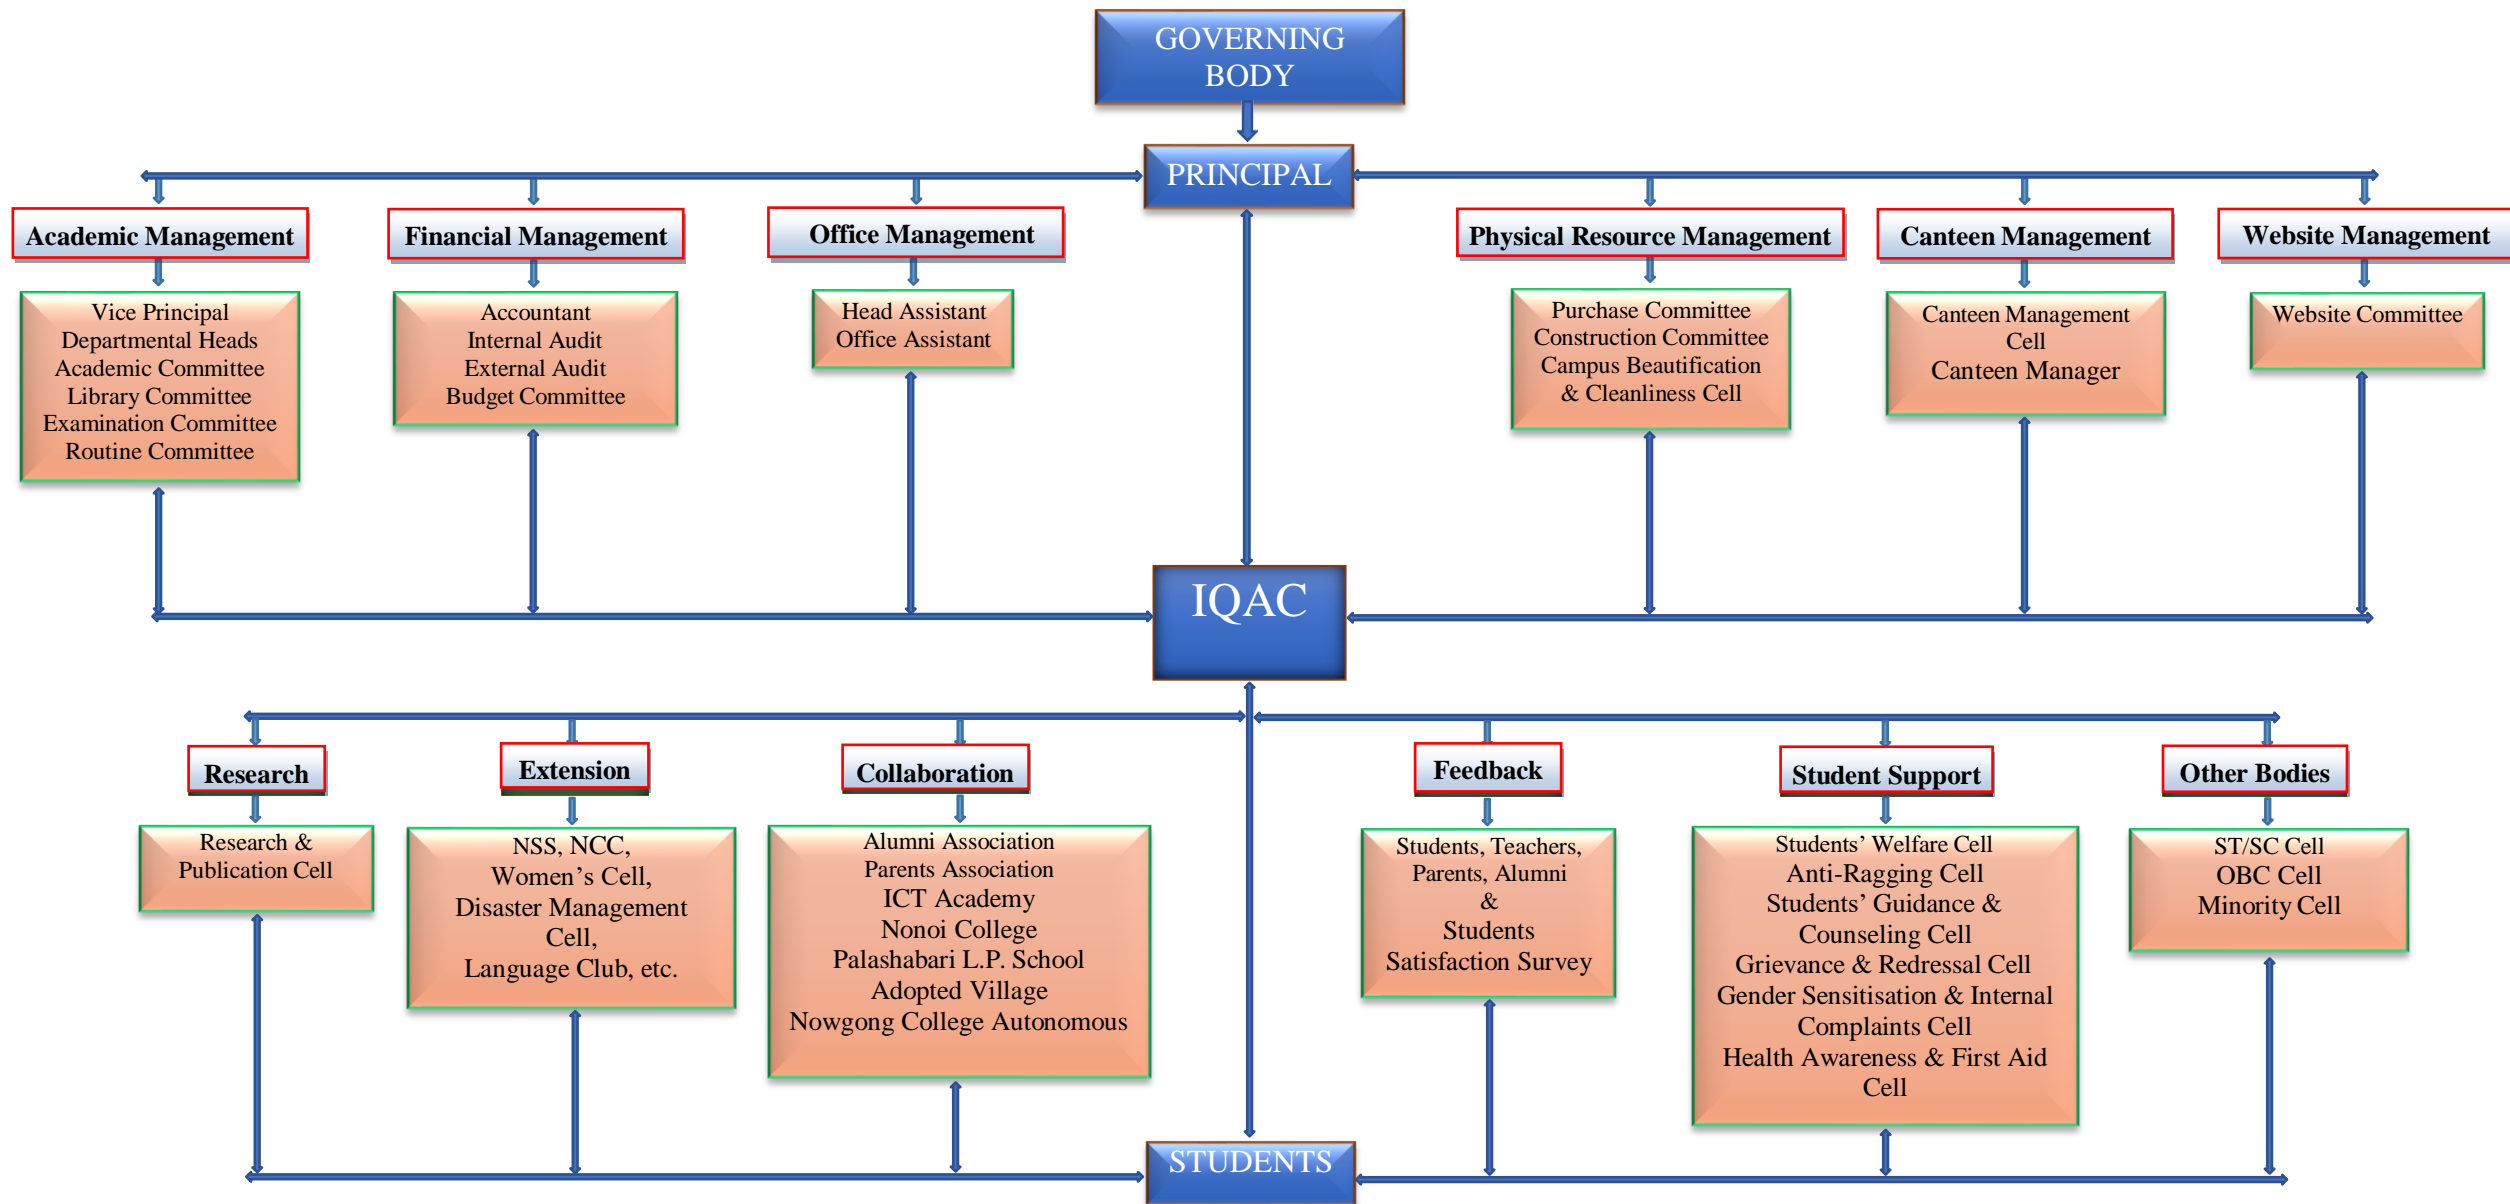 GOVERNING
BODY
PRINCIPAL
Academic Management
Financial Management
Office Management
Physical Resource Management
Canteen Management
Website Management
Vice Principal
Departmental Heads
Academic Committee
Library Committee
Examination Committee
Routine Committee
Accountant
Internal Audit
External Audit
Budget Committee
Head Assistant
Office Assistant
Purchase Committee
Construction Committee
Campus Beautification
& Cleanliness Cell
Canteen Management
Cell
Canteen Manager
Website Committee
IQAC
Research
Extension
Collaboration
Feedback
Student Support
Other Bodies
Research &
Publication Cell
NSS, NCC,
Women’s Cell,
Disaster Management
Cell,
Language Club, etc.
Alumni Association
Parents Association
ICT Academy
Nonoi College
Palashabari L.P. School
Adopted Village
Nowgong College Autonomous
Students, Teachers,
Parents, Alumni
&
Students
Satisfaction Survey
Students’ Welfare Cell
Anti-Ragging Cell
Students’ Guidance &
Counseling Cell
Grievance & Redressal Cell
Gender Sensitisation & Internal
Complaints Cell
Health Awareness & First Aid
Cell
ST/SC Cell
OBC Cell
Minority Cell
STUDENTS